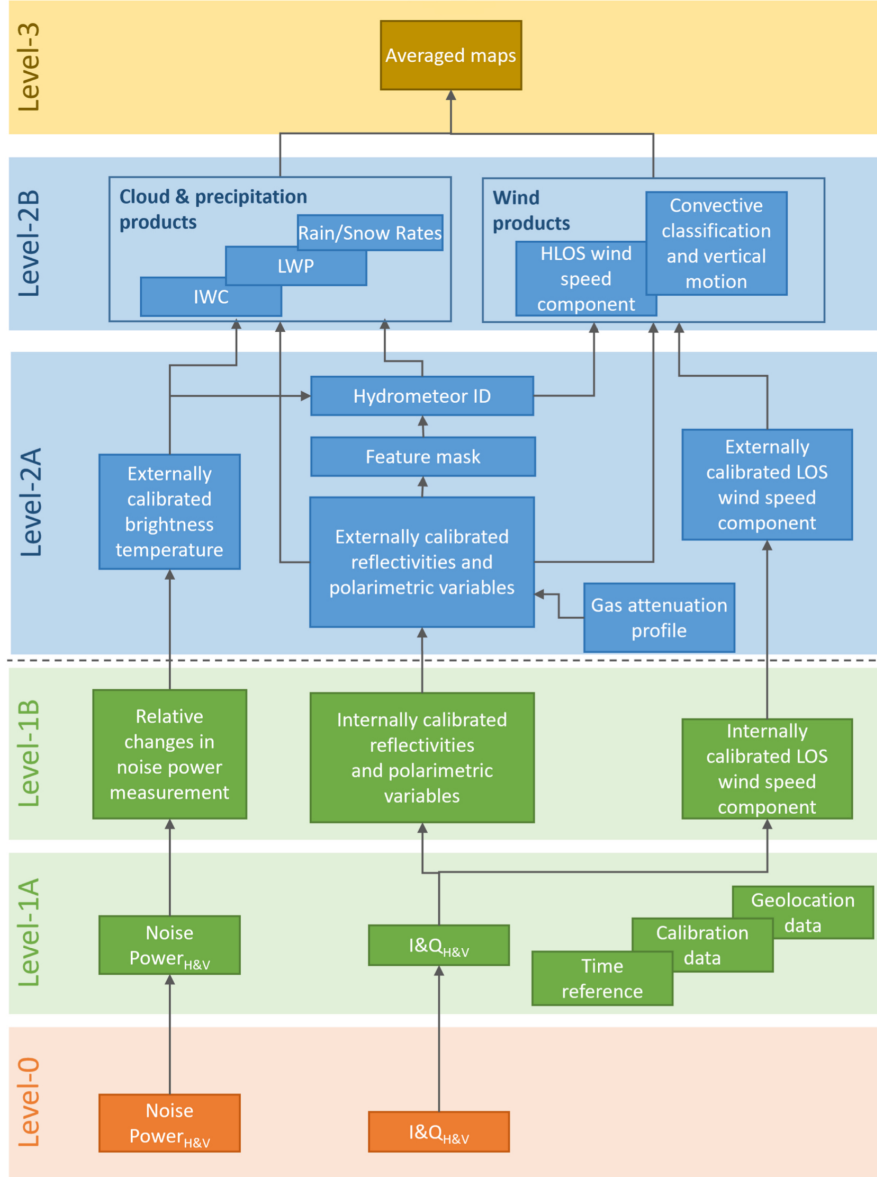 Level-3
Averaged maps
Level-2B
Cloud & precipitation
products
Rain/Snow Rates
LWP
IWC
Wind
products
Convective
classification
and vertical
motion
HLOS wind
speed
component
Level-2A
Hydrometeor ID
Feature mask
Externally
calibrated
brightness
temperature
Externally calibrated
reflectivities and
polarimetric variables
Externally
calibrated LOS
wind speed
component
Gas attenuation
profile
Level-1B
Relative
changes in
noise power
measurement
Internally calibrated
reflectivities
and polarimetric
variables
Internally
calibrated LOS
wind speed
component
Level-1A
Noise
PowerH&V
I&QH&V
Geolocation
data
Calibration
data
Time
reference
Level-0
Noise
PowerH&V
I&QH&V